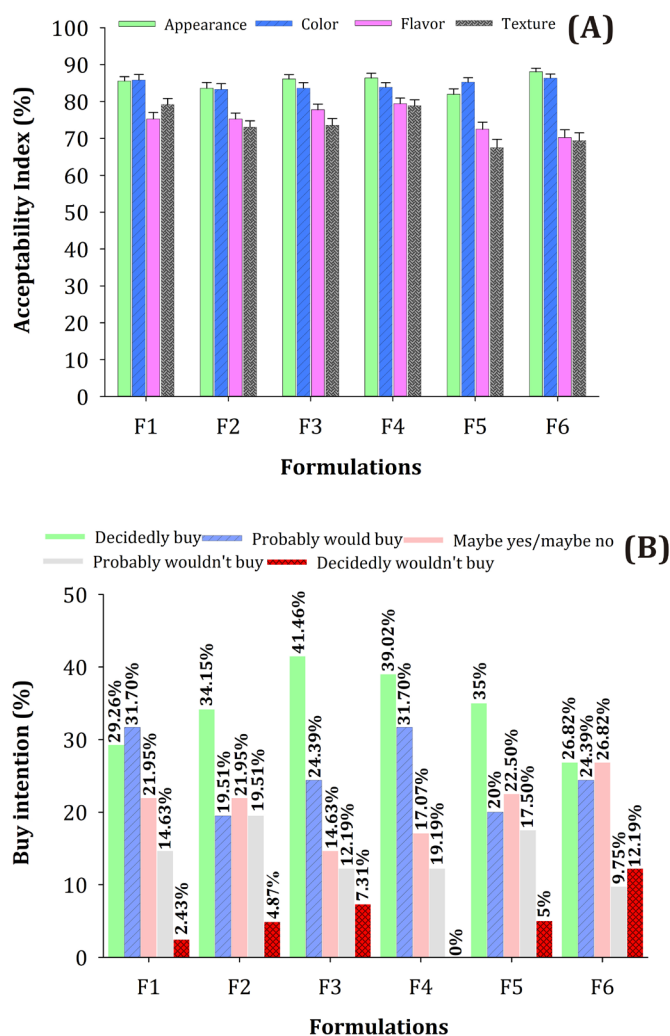 Appearance Color Flavor Texture (A)
100
90
80
70
60
50
40
30
20
10
0
Acceptability Index (%)
F1 F2 F3 F4 F5 F6
Formulations
Decidedly buy Probably would buy Maybe yes/maybe no
Probably wouldn't buy Decidedly wouldn't buy (B)
50
40
30
20
10
0
Buy intention (%)
29.26% 31.70% 21.95% 14.63% 2.43%
34.15% 19.51% 21.95% 19.51% 4.87%
41.46% 24.39% 14.63% 12.19% 7.31%
39.02% 31.70% 17.07% 19.19% 0%
35% 20% 22.50% 17.50% 5%
26.82% 24.39% 26.82% 9.75% 12.19%
F1 F2 F3 F4 F5 F6
Formulations